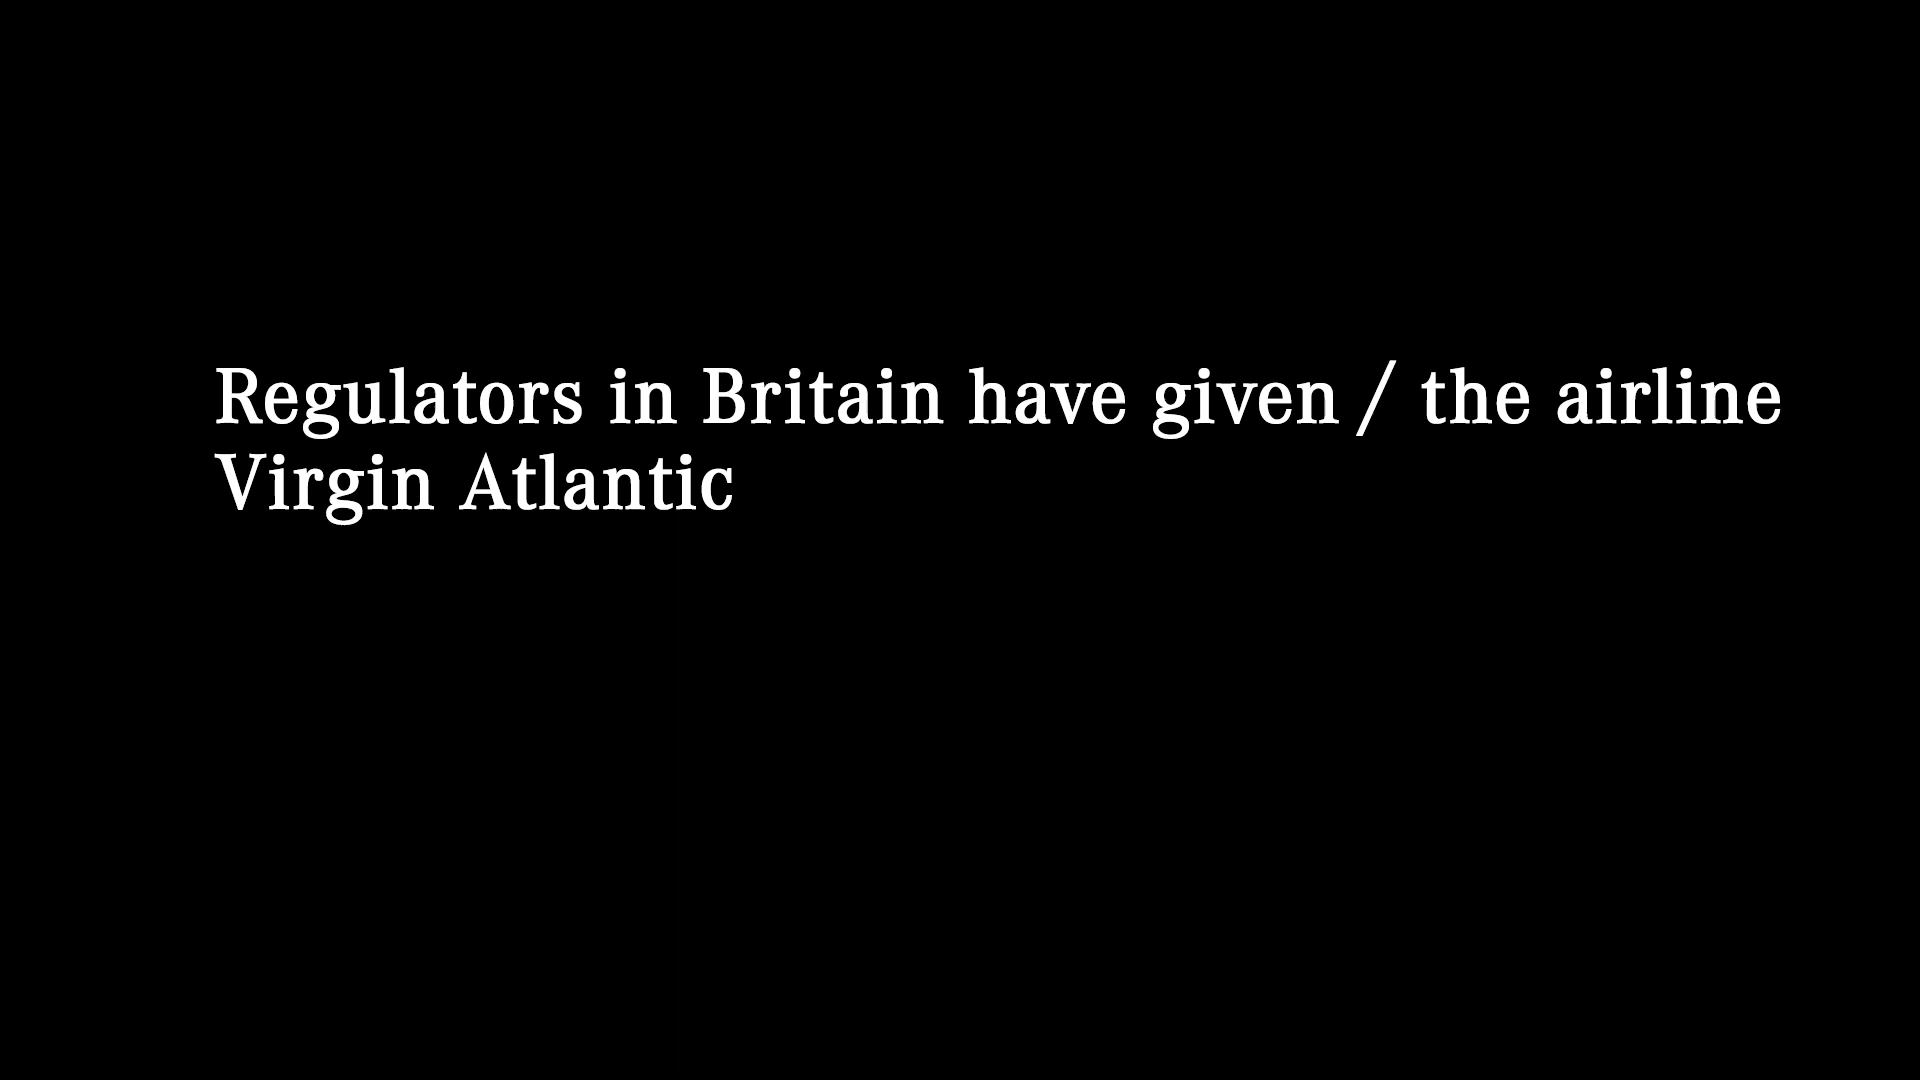 Regulators in Britain have given / the airline
Virgin Atlantic